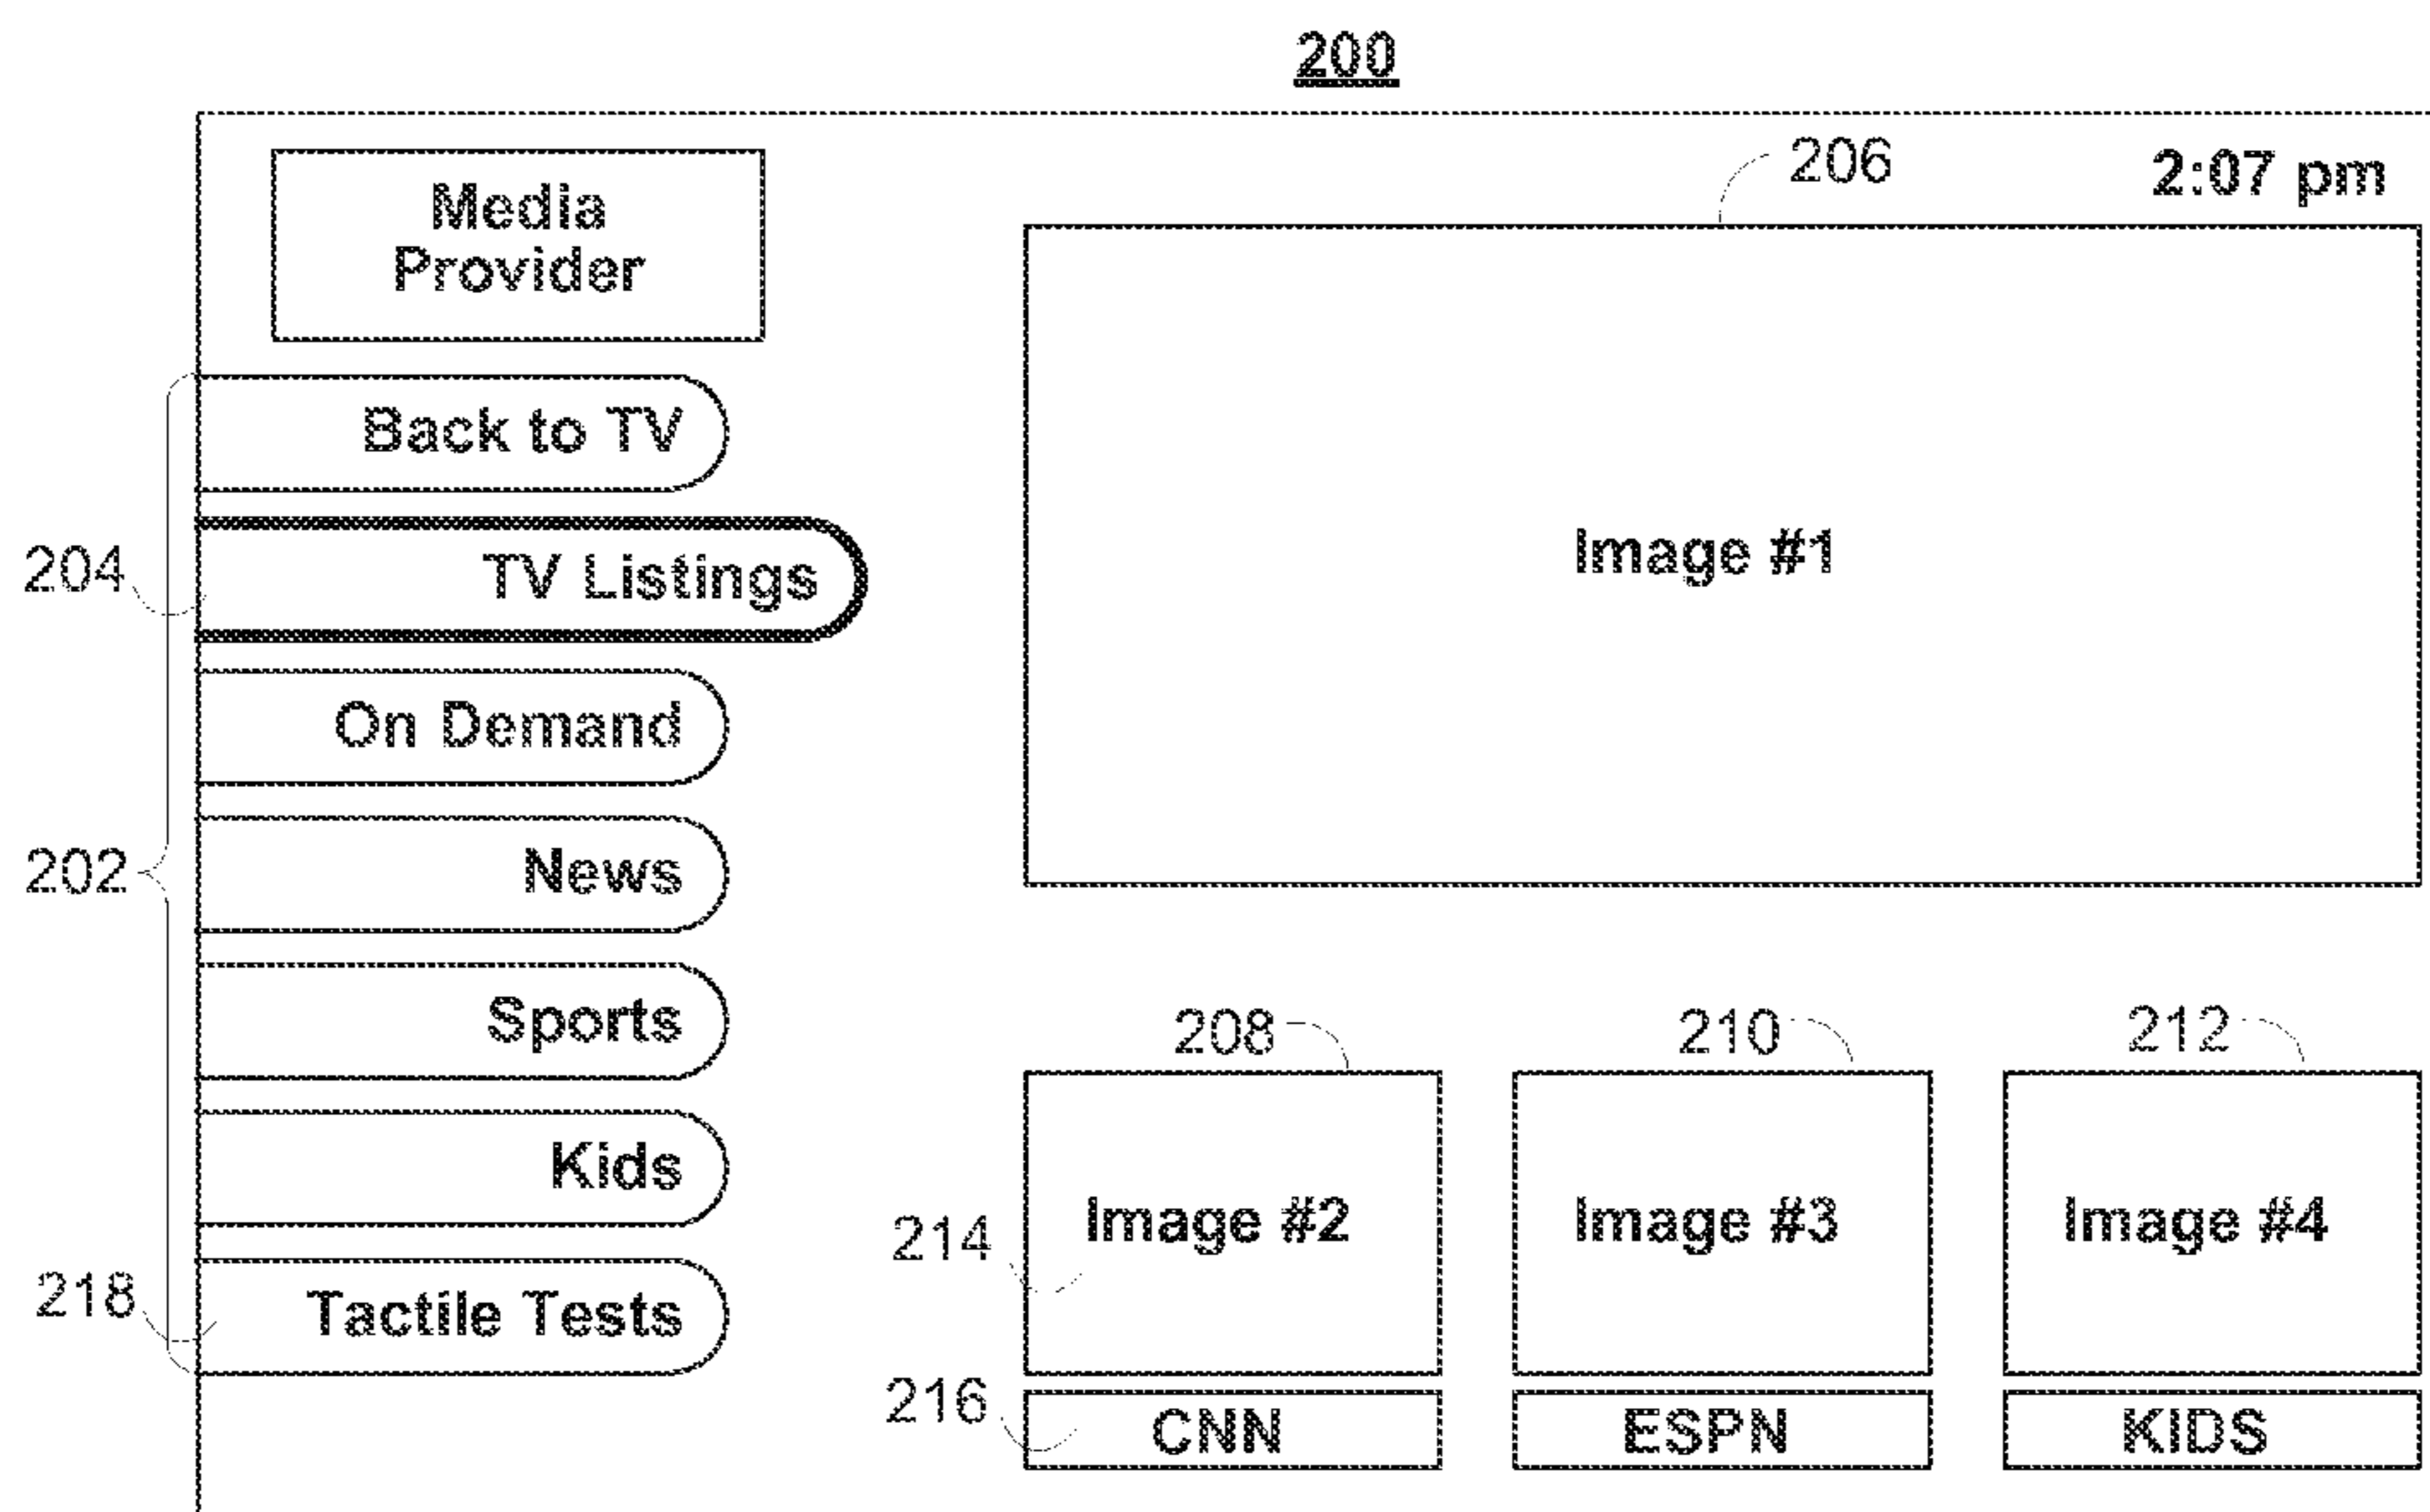 200
206
2:07 pm
Media
Provider
Image #1
Back to TV
204
TV Listings
On Demand
202
News
Sports
Kids
218
Tactile Tests
208
210
212
214
Image #2
Image #3
Image #4
216
CNN
ESPN
KIDS